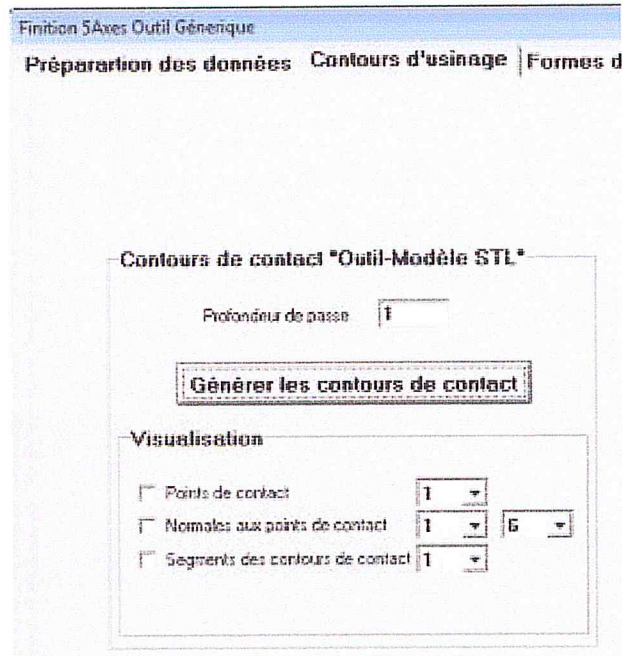 Finition 5Axes Outil Générique
Préparartion des données Contours d'usinage Formes d
Contours de contact "Outil-Modèle STL"
Profondeur de passe 1
Générer les contours de contact
Visualisation
Points de contact 1
Normales aux points de contact 1 6
Segments des contours de contact 1